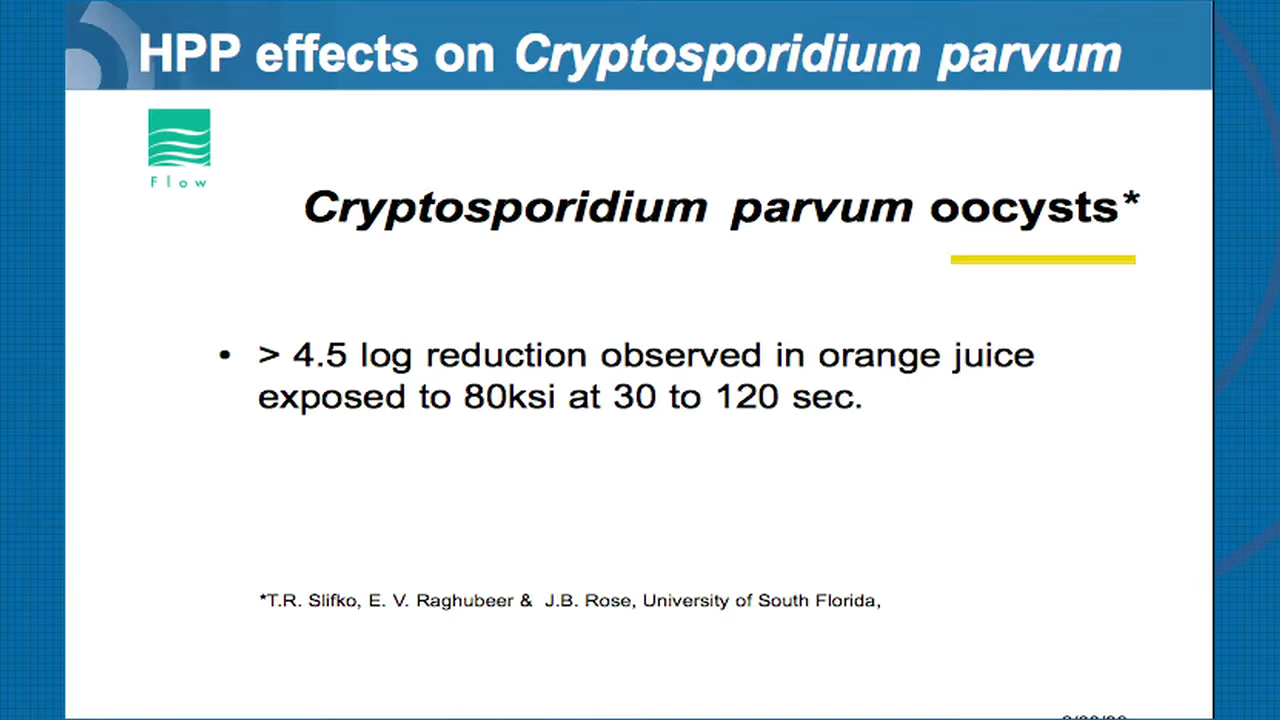 HPP effects on Cryptosporidium parvum
Flow
Cryptosporidium parvum oocysts*
• > 4.5 log reduction observed in orange juice
exposed to 80ksi at 30 to 120 sec.
*T.R. Slifko, E. V. Raghubeer & J.B. Rose, University of South Florida,